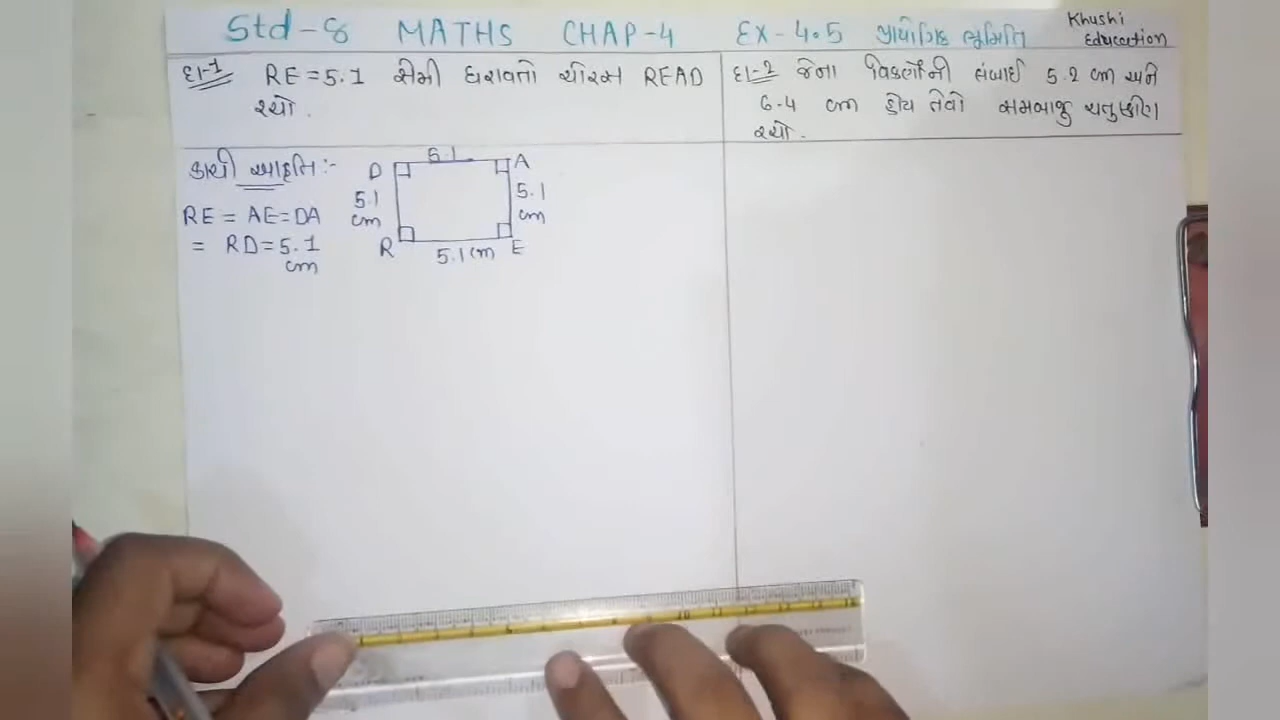 Std-8 MATHS CHAP-4 EX-4.5 પ્રાયોગિક ભૂમિતિ
Khushi
Education
દા-1 RE=5.1 સેમી ધરાવતો ચોરસ READ
રચો.
દા-2 જેના વિકર્ણોની લંબાઈ 5.2 cm અને
6.4 cm હોય તેવો સમબાજુ ચતુષ્કોણ
રચો.
કાચી આકૃતિ:-
RE = AE=DA
= RD=5.1
cm
5.1
D A
5.1
cm
5.1
cm
R E
5.1cm